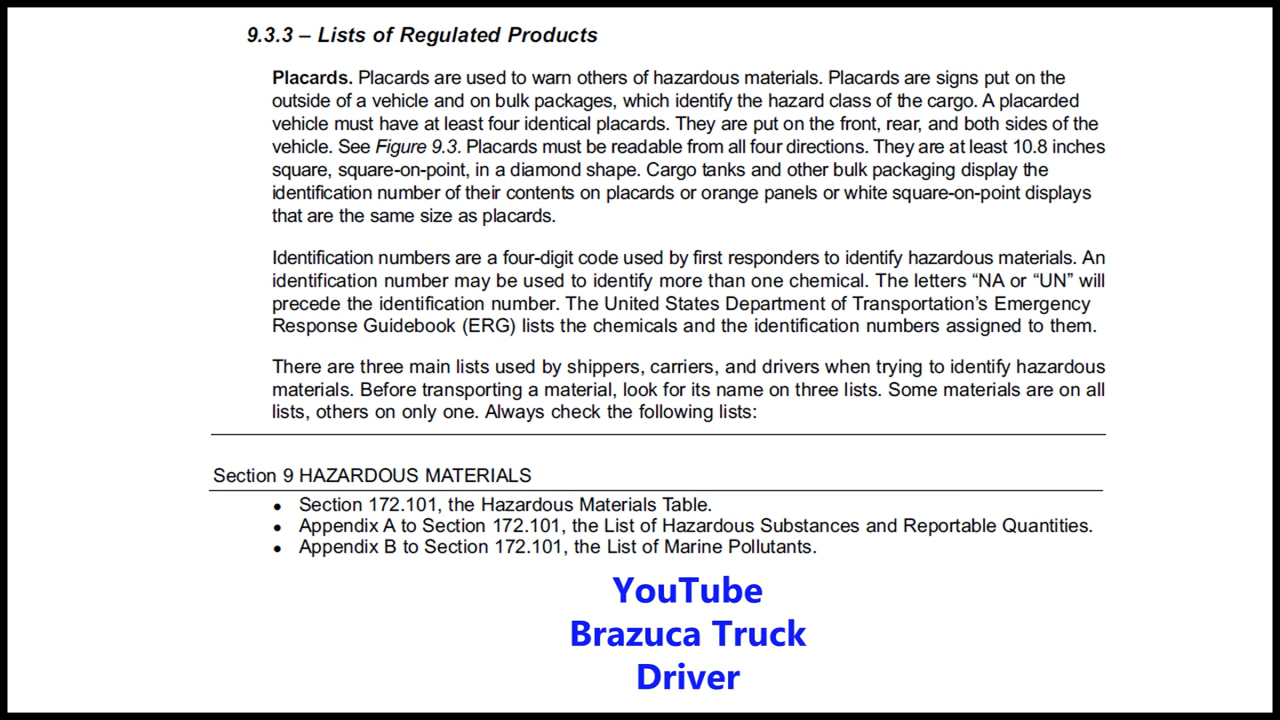 9.3.3 – Lists of Regulated Products
Placards. Placards are used to warn others of hazardous materials. Placards are signs put on the
outside of a vehicle and on bulk packages, which identify the hazard class of the cargo. A placarded
vehicle must have at least four identical placards. They are put on the front, rear, and both sides of the
vehicle. See Figure 9.3. Placards must be readable from all four directions. They are at least 10.8 inches
square, square-on-point, in a diamond shape. Cargo tanks and other bulk packaging display the
identification number of their contents on placards or orange panels or white square-on-point displays
that are the same size as placards.
Identification numbers are a four-digit code used by first responders to identify hazardous materials. An
identification number may be used to identify more than one chemical. The letters “NA or “UN” will
precede the identification number. The United States Department of Transportation’s Emergency
Response Guidebook (ERG) lists the chemicals and the identification numbers assigned to them.
There are three main lists used by shippers, carriers, and drivers when trying to identify hazardous
materials. Before transporting a material, look for its name on three lists. Some materials are on all
lists, others on only one. Always check the following lists:
Section 9 HAZARDOUS MATERIALS
• Section 172.101, the Hazardous Materials Table.
• Appendix A to Section 172.101, the List of Hazardous Substances and Reportable Quantities.
• Appendix B to Section 172.101, the List of Marine Pollutants.
YouTube
Brazuca Truck
Driver